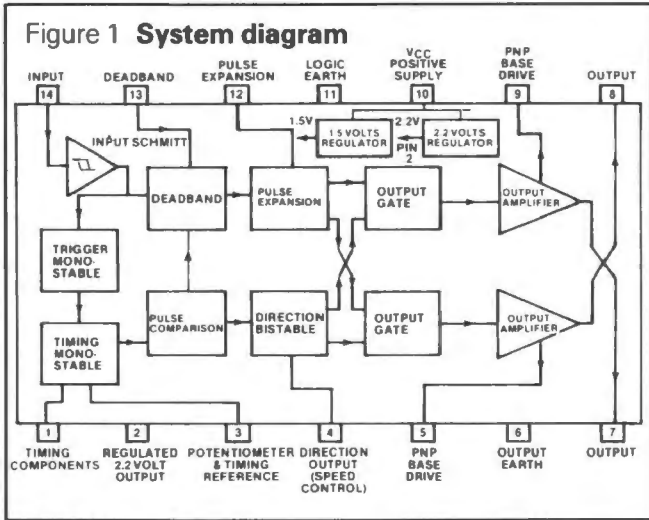 Figure 1 System diagram
INPUT
DEADBAND
PULSE
EXPANSION
LOGIC
EARTH
VCC
POSITIVE
SUPPLY
PNP
BASE
DRIVE
OUTPUT
14
13
12
11
10
9
8
INPUT SCHMITT
1.5V
1.5 VOLTS
REGULATOR
2.2V
PIN
2
2.2 VOLTS
REGULATOR
DEADBAND
PULSE
EXPANSION
OUTPUT
GATE
OUTPUT
AMPLIFIER
TRIGGER
MONO-
STABLE
TIMING
MONO-
STABLE
PULSE
COMPARISON
DIRECTION
BISTABLE
OUTPUT
GATE
OUTPUT
AMPLIFIER
1
2
3
4
5
6
7
TIMING
COMPONENTS
REGULATED
2.2 VOLT
OUTPUT
POTENTIOMETER
& TIMING
REFERENCE
DIRECTION
OUTPUT
(SPEED
CONTROL)
PNP
BASE
DRIVE
OUTPUT
EARTH
OUTPUT